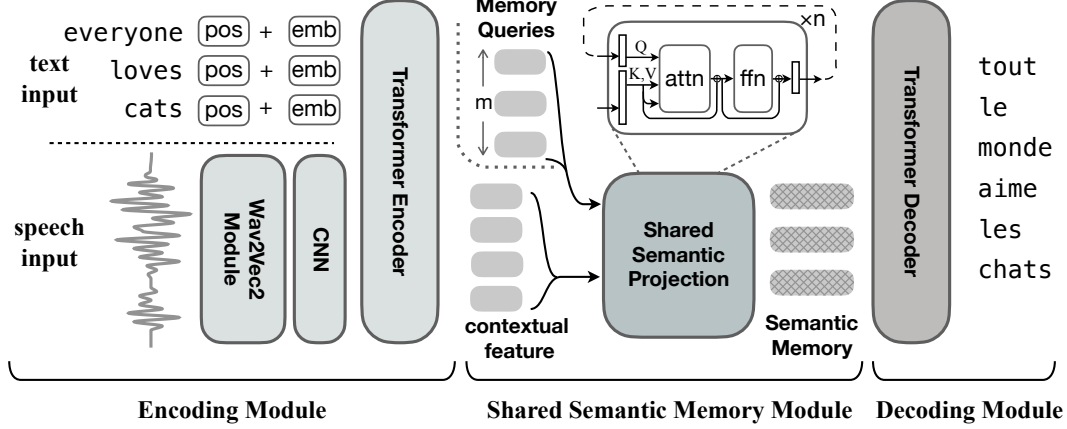 everyone pos + emb
text input
loves pos + emb
cats pos + emb
speech input
Wav2Vec2 Module
CNN
Transformer Encoder
Memory
Queries
m
contextual
feature
×n
Q
K,V
attn
ffn
Shared
Semantic
Projection
Semantic
Memory
Transformer Decoder
tout
le
monde
aime
les
chats
Encoding Module
Shared Semantic Memory Module
Decoding Module